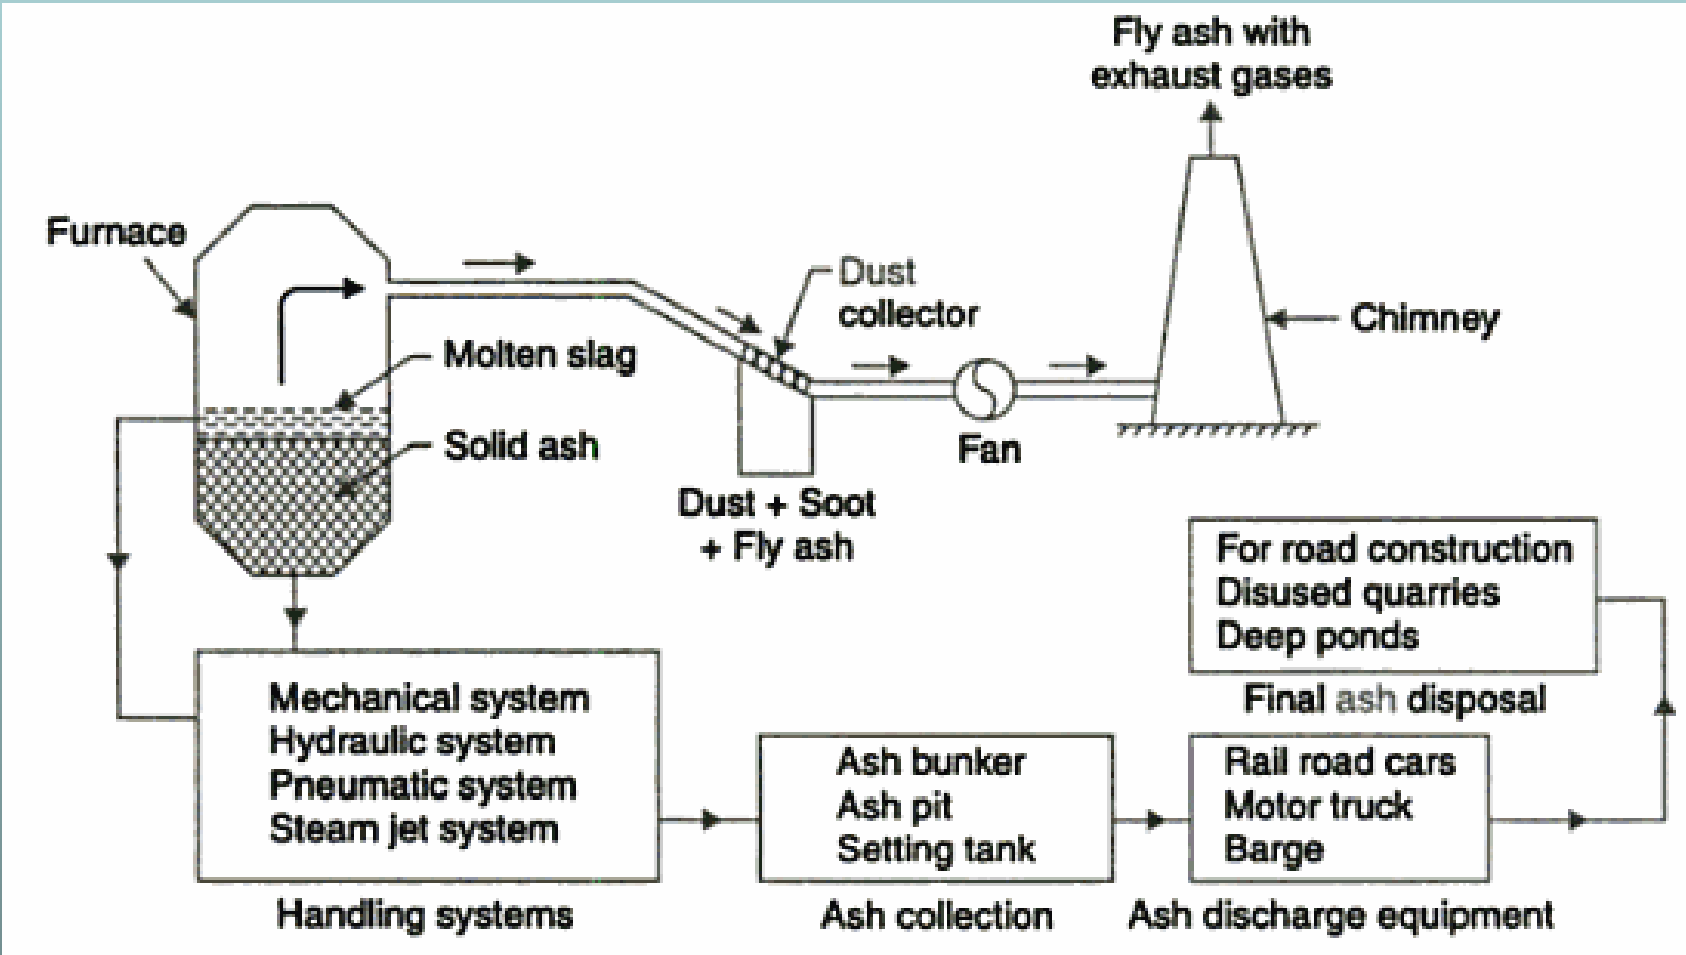 Fly ash with
exhaust gases
Furnace
Dust
collector
Chimney
Molten slag
Solid ash
Fan
Dust + Soot
+ Fly ash
For road construction
Disused quarries
Deep ponds
Final ash disposal
Mechanical system
Hydraulic system
Pneumatic system
Steam jet system
Handling systems
Ash bunker
Ash pit
Setting tank
Ash collection
Rail road cars
Motor truck
Barge
Ash discharge equipment